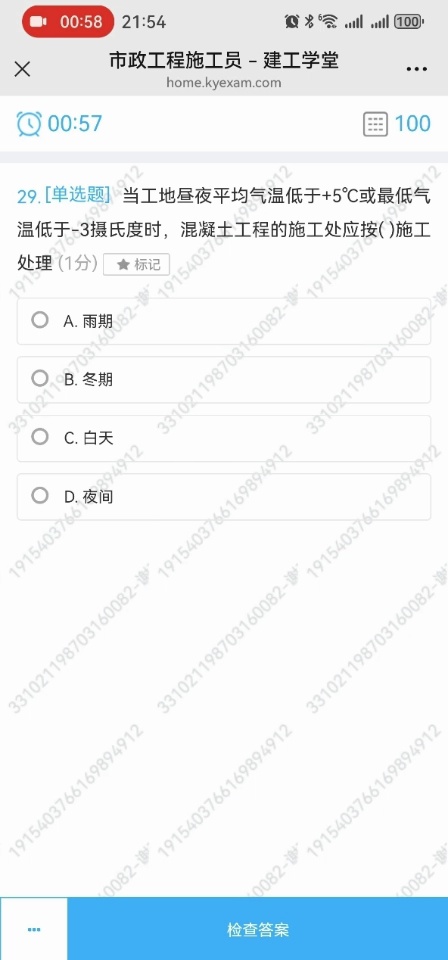 00:58 21:54 100
市政工程施工员 – 建工学堂
home.kyexam.com
00:57 100
29. [单选题] 当工地昼夜平均气温低于+5℃或最低气
温低于-3摄氏度时，混凝土工程的施工处应按( )施工
处理 (1分) ★ 标记
A. 雨期
B. 冬期
C. 白天
D. 夜间
检查答案